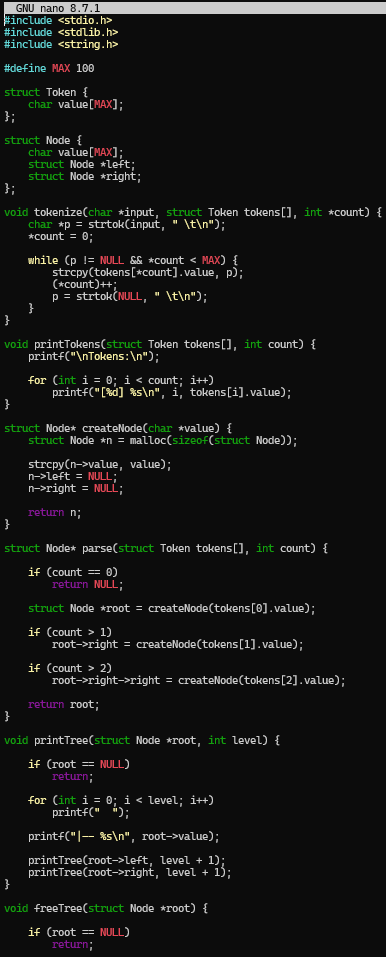 GNU nano 8.7.1
#include <stdio.h>
#include <stdlib.h>
#include <string.h>

#define MAX 100

struct Token {
    char value[MAX];
};

struct Node {
    char value[MAX];
    struct Node *left;
    struct Node *right;
};

void tokenize(char *input, struct Token tokens[], int *count) {
    char *p = strtok(input, " \t\n");
    *count = 0;

    while (p != NULL && *count < MAX) {
        strcpy(tokens[*count].value, p);
        (*count)++;
        p = strtok(NULL, " \t\n");
    }
}

void printTokens(struct Token tokens[], int count) {
    printf("\nTokens:\n");

    for (int i = 0; i < count; i++)
        printf("[%d] %s\n", i, tokens[i].value);
}

struct Node* createNode(char *value) {
    struct Node *n = malloc(sizeof(struct Node));

    strcpy(n->value, value);
    n->left = NULL;
    n->right = NULL;

    return n;
}

struct Node* parse(struct Token tokens[], int count) {

    if (count == 0)
        return NULL;

    struct Node *root = createNode(tokens[0].value);

    if (count > 1)
        root->right = createNode(tokens[1].value);

    if (count > 2)
        root->right->right = createNode(tokens[2].value);

    return root;
}

void printTree(struct Node *root, int level) {

    if (root == NULL)
        return;

    for (int i = 0; i < level; i++)
        printf("  ");

    printf("|-- %s\n", root->value);

    printTree(root->left, level + 1);
    printTree(root->right, level + 1);
}

void freeTree(struct Node *root) {

    if (root == NULL)
        return;